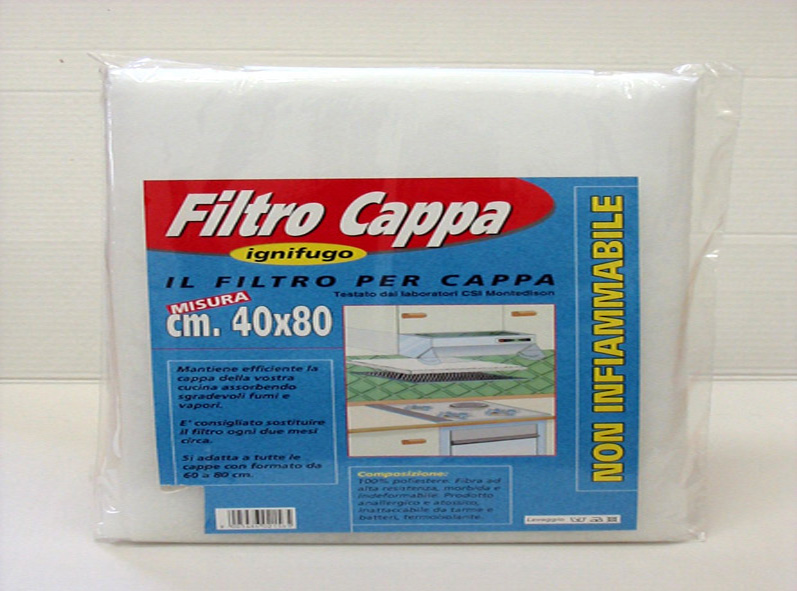 Filtro Cappa
ignifugo
IL FILTRO PER CAPPA
Testato dai laboratori CSI Montedison
MISURA
cm. 40x80
Mantiene efficiente la
cappa della vostra
cucina assorbendo
sgradevoli fumi e
vapori.
E' consigliato sostituire
il filtro ogni due mesi
circa.
Si adatta a tutte le
cappe con formato da
60 a 80 cm.
Composizione:
100% poliestere. Fibra ad
alta resistenza, morbida e
indeformabile. Prodotto
anallergico e atossico,
inattaccabile da tarme e
batteri, termoisolante.
Lavaggio
NON INFIAMMABILE